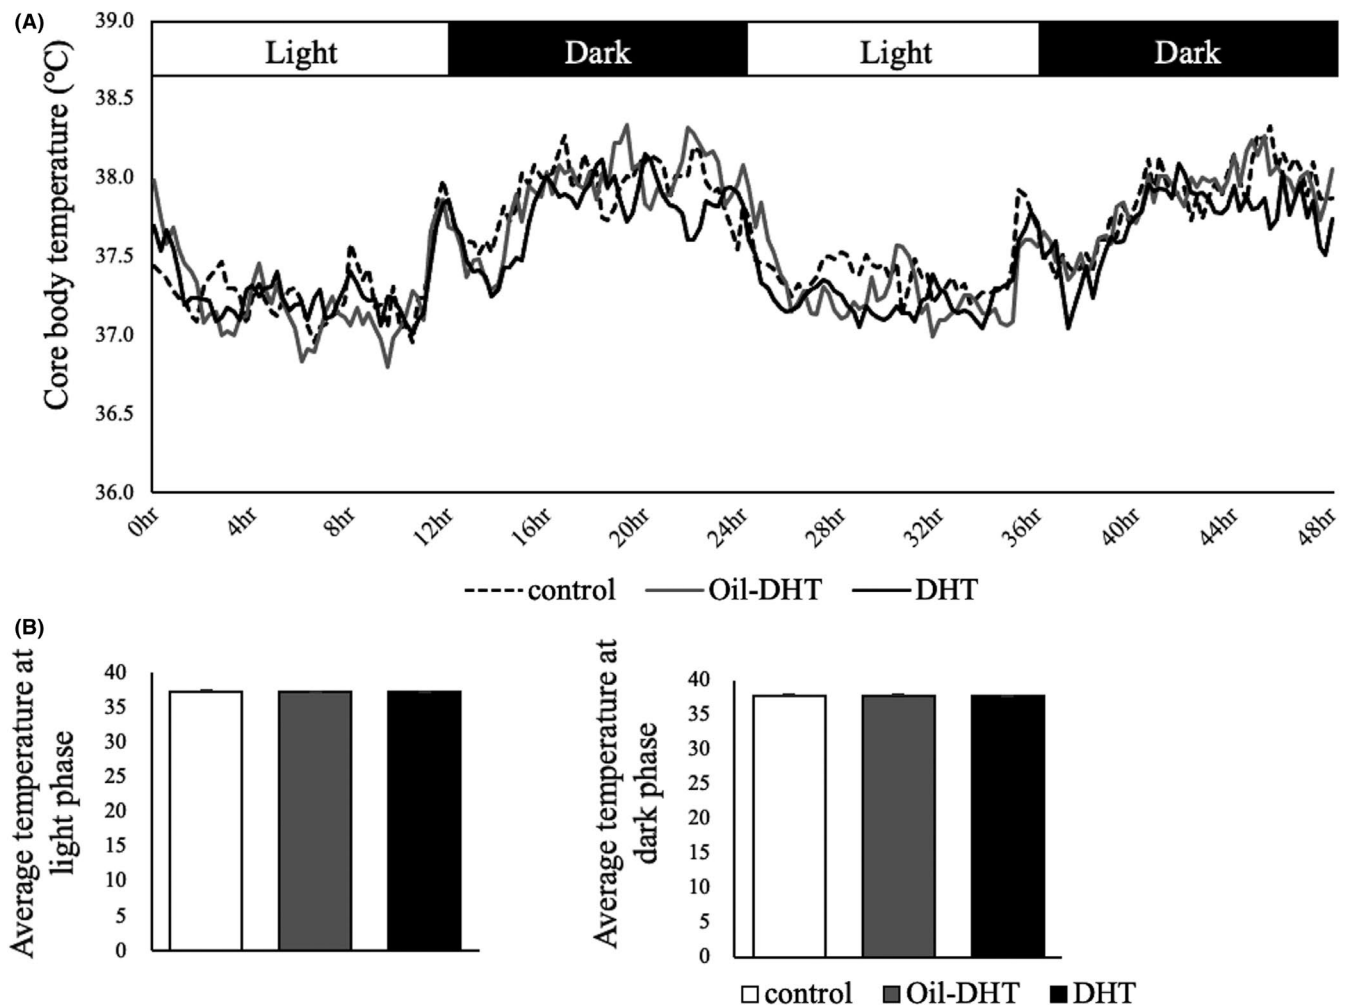 (A)
39.0
Light Dark Light Dark
38.5
38.0
37.5
37.0
36.5
36.0
Core body temperature (°C)
0hr 4hr 8hr 12hr 16hr 20hr 24hr 28hr 32hr 36hr 40hr 44hr 48hr
control Oil-DHT DHT
(B)
Average temperature at
light phase
40
35
30
25
20
15
10
5
0
Average temperature at
dark phase
40
35
30
25
20
15
10
5
0
control Oil-DHT DHT